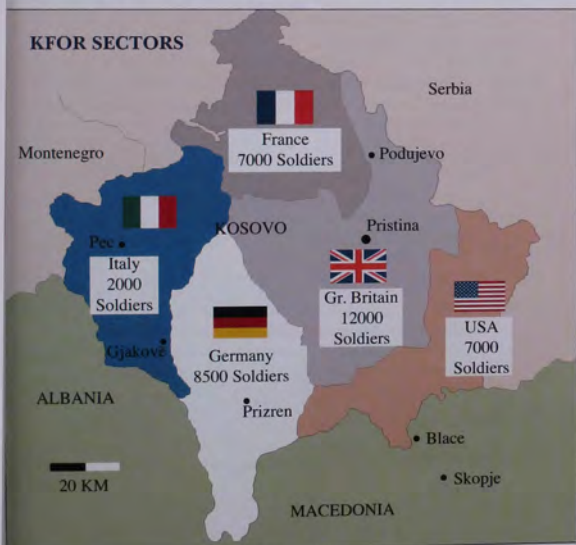 KFOR SECTORS
Serbia
France
7000 Soldiers
Montenegro
Podujevo
KOSOVO
Pristina
Pec
Italy
2000
Soldiers
Gr. Britain
12000
Soldiers
USA
7000
Soldiers
Gjakovë
Germany
8500 Soldiers
ALBANIA
Prizren
Blace
20 KM
Skopje
MACEDONIA